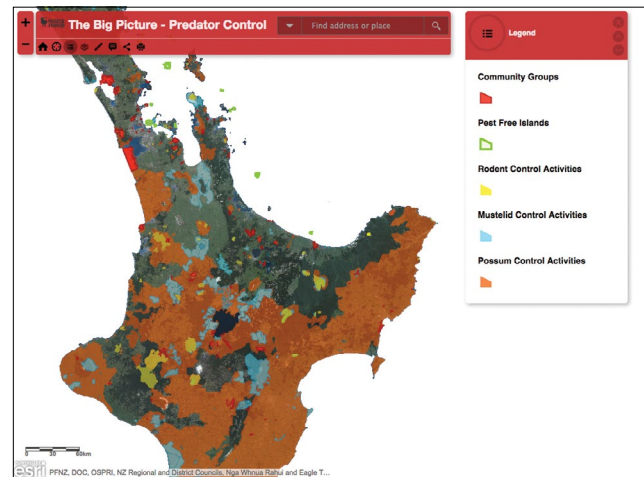 The Big Picture - Predator Control
Find address or place
Legend
Community Groups
Pest Free Islands
Rodent Control Activities
Mustelid Control Activities
Possum Control Activities
0 30 60km
esri
PFNZ, DOC, OSPRI, NZ Regional and District Councils, Nga Whnua Rahui and Eagle T...